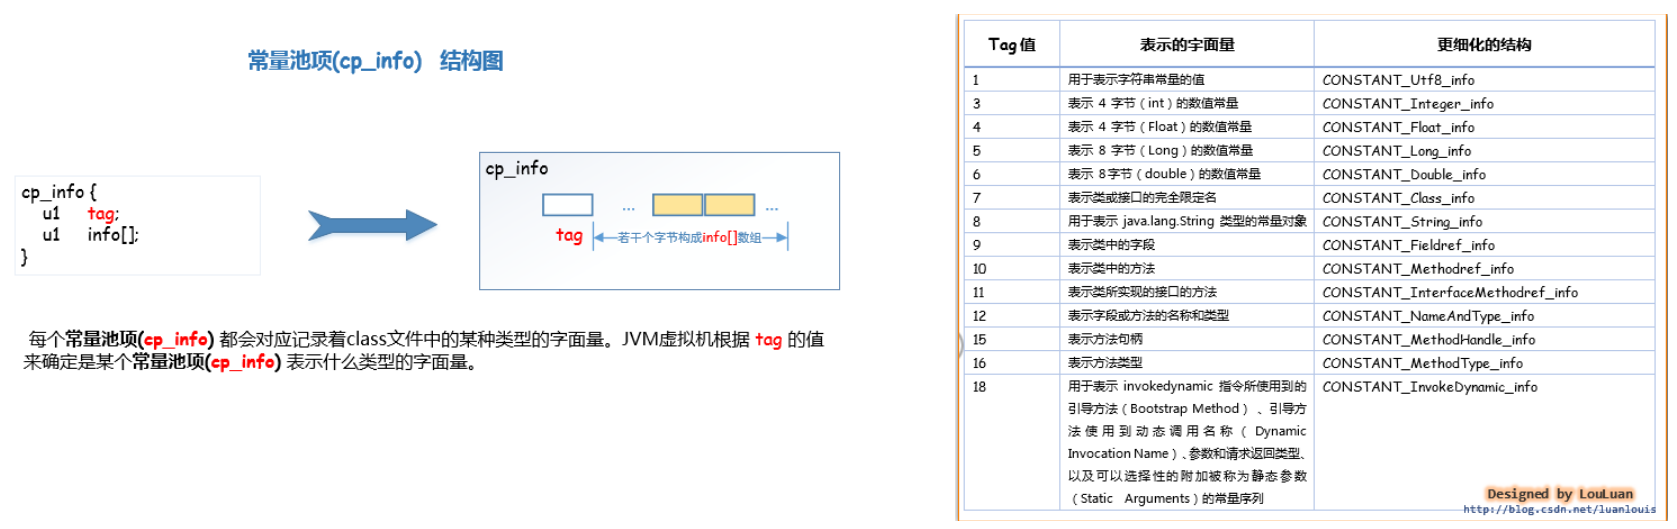 常量池项(cp_info) 结构图
cp_info {
u1 tag;
u1 info[];
}
cp_info
... ...
tag 若干个字节构成info[]数组
每个常量池项(cp_info) 都会对应记录着class文件中的某种类型的字面量。JVM虚拟机根据 tag 的值
来确定是某个常量池项(cp_info) 表示什么类型的字面量。
Tag 值 表示的字面量 更细化的结构
1 用于表示字符串常量的值 CONSTANT_Utf8_info
3 表示 4 字节（int）的数值常量 CONSTANT_Integer_info
4 表示 4 字节（Float）的数值常量 CONSTANT_Float_info
5 表示 8 字节（Long）的数值常量 CONSTANT_Long_info
6 表示 8字节（double）的数值常量 CONSTANT_Double_info
7 表示类或接口的完全限定名 CONSTANT_Class_info
8 用于表示 java.lang.String 类型的常量对象 CONSTANT_String_info
9 表示类中的字段 CONSTANT_Fieldref_info
10 表示类中的方法 CONSTANT_Methodref_info
11 表示类所实现的接口的方法 CONSTANT_InterfaceMethodref_info
12 表示字段或方法的名称和类型 CONSTANT_NameAndType_info
15 表示方法句柄 CONSTANT_MethodHandle_info
16 表示方法类型 CONSTANT_MethodType_info
18 用于表示 invokedynamic 指令所使用到的 CONSTANT_InvokeDynamic_info
引导方法（Bootstrap Method）、引导方
法使用到动态调用名称（Dynamic
Invocation Name）、参数和请求返回类型、
以及可以选择性的附加被称为静态参数
（Static Arguments）的常量序列
Designed by LouLuan
http://blog.csdn.net/luanlouis